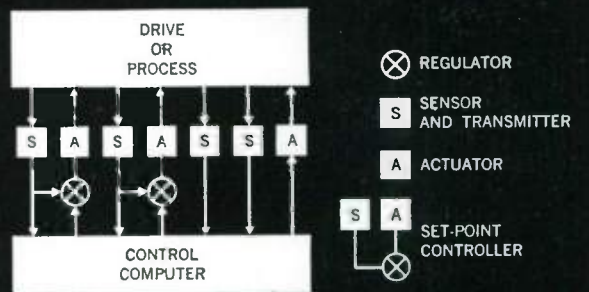 DRIVE
OR
PROCESS
S A S A S S A
CONTROL
COMPUTER
REGULATOR
S SENSOR
AND TRANSMITTER
A ACTUATOR
S A
SET-POINT
CONTROLLER